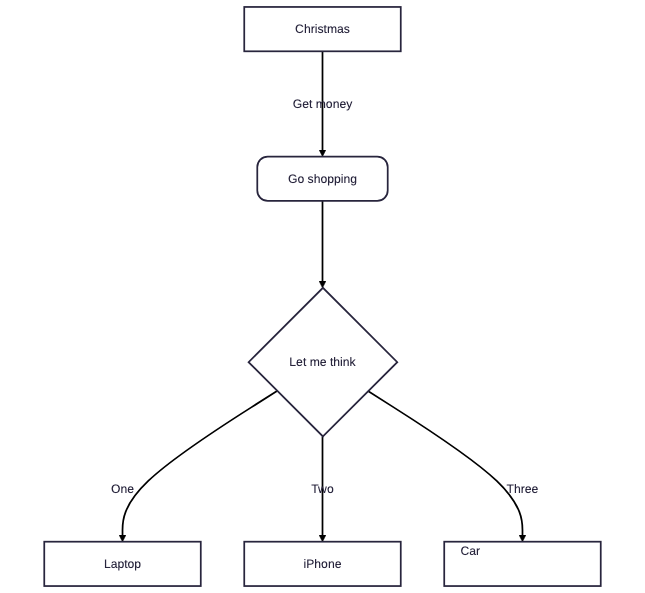 Christmas
Get money
Go shopping
Let me think
One
Two
Three
Laptop
iPhone
Car